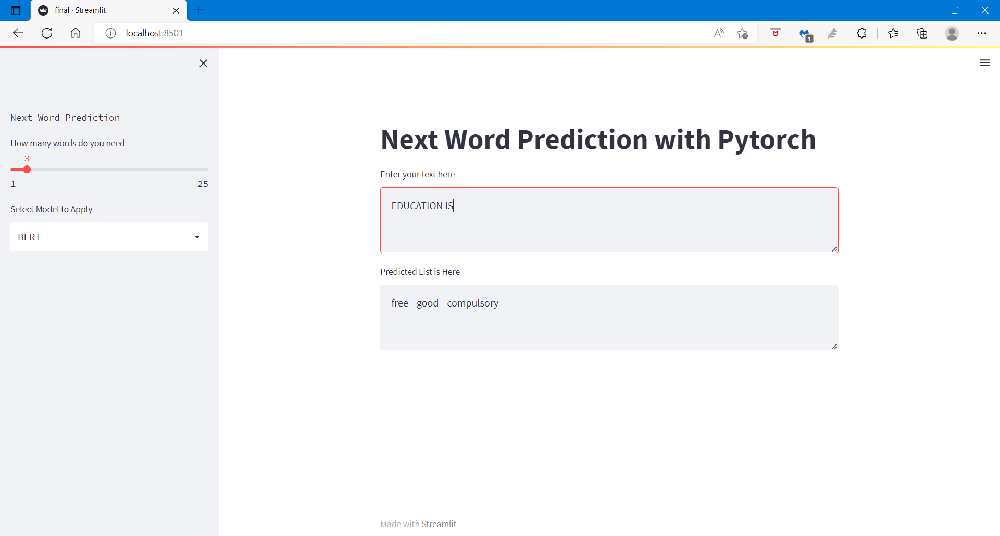 final · Streamlit
localhost:8501
1
Next Word Prediction
How many words do you need
3
1 25
Select Model to Apply
BERT
Next Word Prediction with Pytorch
Enter your text here
EDUCATION IS
Predicted List is Here
free good compulsory
Made with Streamlit